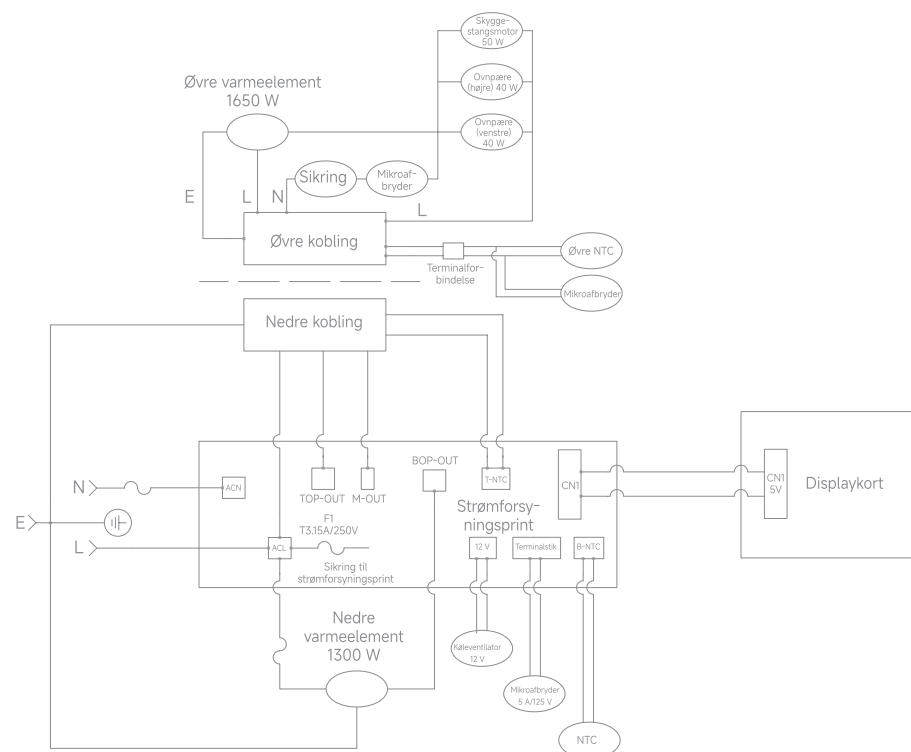 Skygge-
stangsmotor
50 W
Ovnpære
(højre) 40 W
Ovnpære
(venstre)
40 W
Øvre varmeelement
1650 W
Sikring
Mikroaf-
bryder
E
L
N
L
Øvre kobling
Terminalfor-
bindelse
Øvre NTC
Mikroafbryder
Nedre kobling
BOP-OUT
T-NTC
CN1
CN1
5V
Displaykort
N
ACN
TOP-OUT
M-OUT
Strømforsy-
ningsprint
E
F1
T3.15A/250V
L
ACL
Sikring til
strømforsyningsprint
12 V
Terminalstik
B-NTC
Nedre
varmeelement
1300 W
Køleventilator
12 V
Mikroafbryder
5 A/125 V
NTC